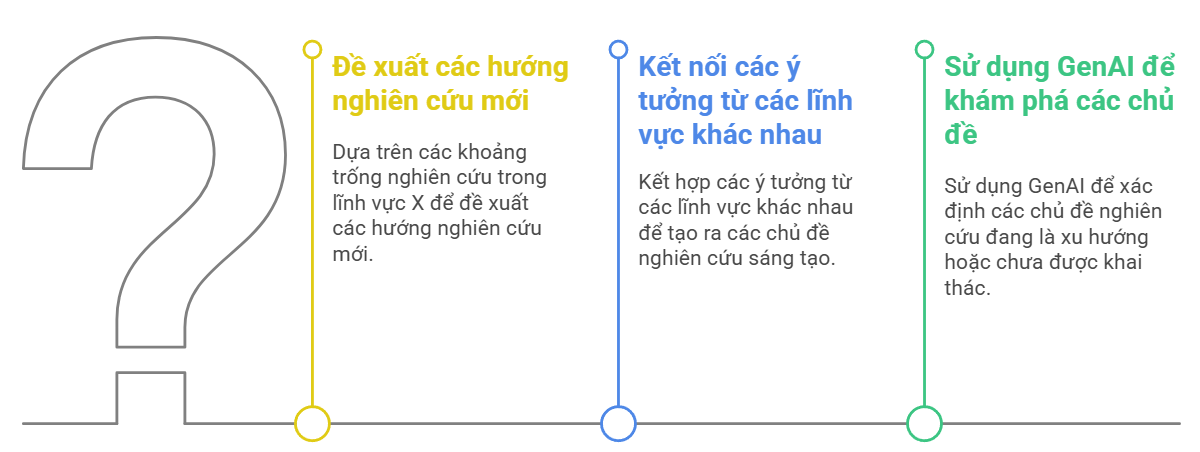 Đề xuất các hướng
nghiên cứu mới
Dựa trên các khoảng
trống nghiên cứu trong
lĩnh vực X để đề xuất
các hướng nghiên cứu
mới.
Kết nối các ý
tưởng từ các lĩnh
vực khác nhau
Kết hợp các ý tưởng từ
các lĩnh vực khác nhau
để tạo ra các chủ đề
nghiên cứu sáng tạo.
Sử dụng GenAI để
khám phá các chủ
đề
Sử dụng GenAI để xác
định các chủ đề nghiên
cứu đang là xu hướng
hoặc chưa được khai
thác.